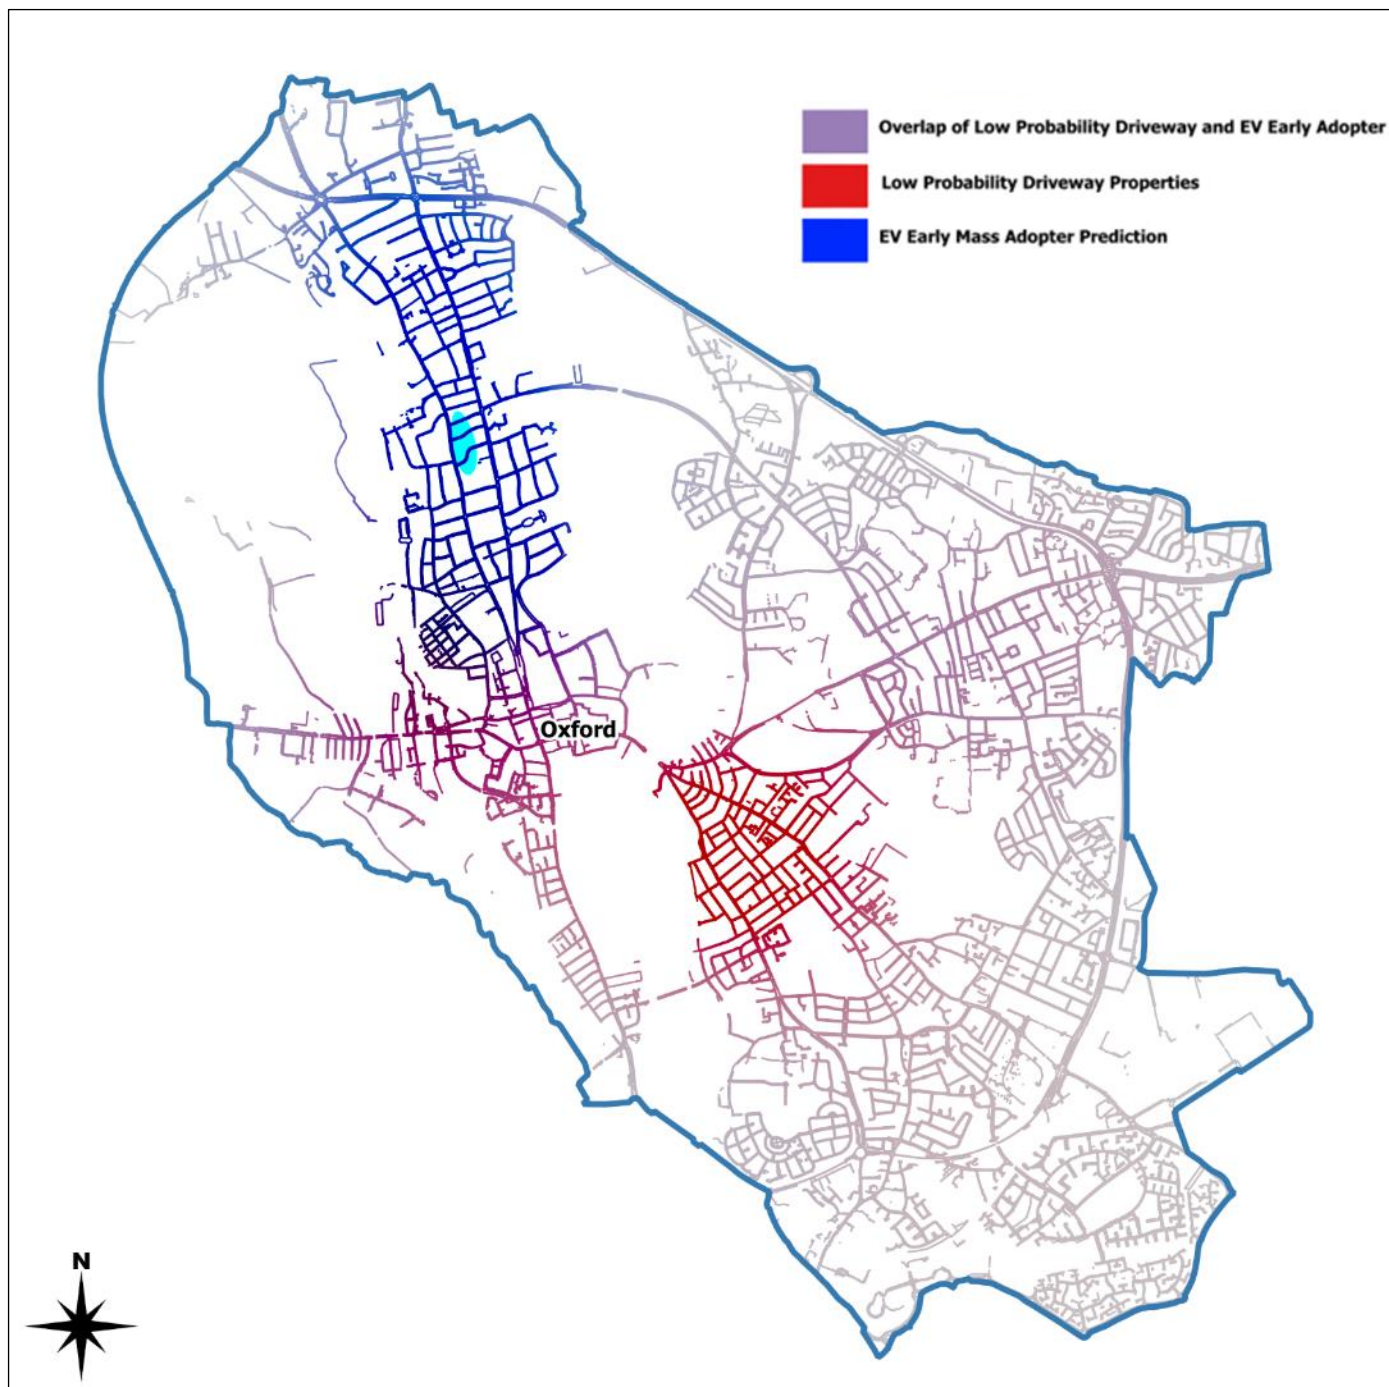 Overlap of Low Probability Driveway and EV Early Adopter
Low Probability Driveway Properties
EV Early Mass Adopter Prediction
Oxford
N